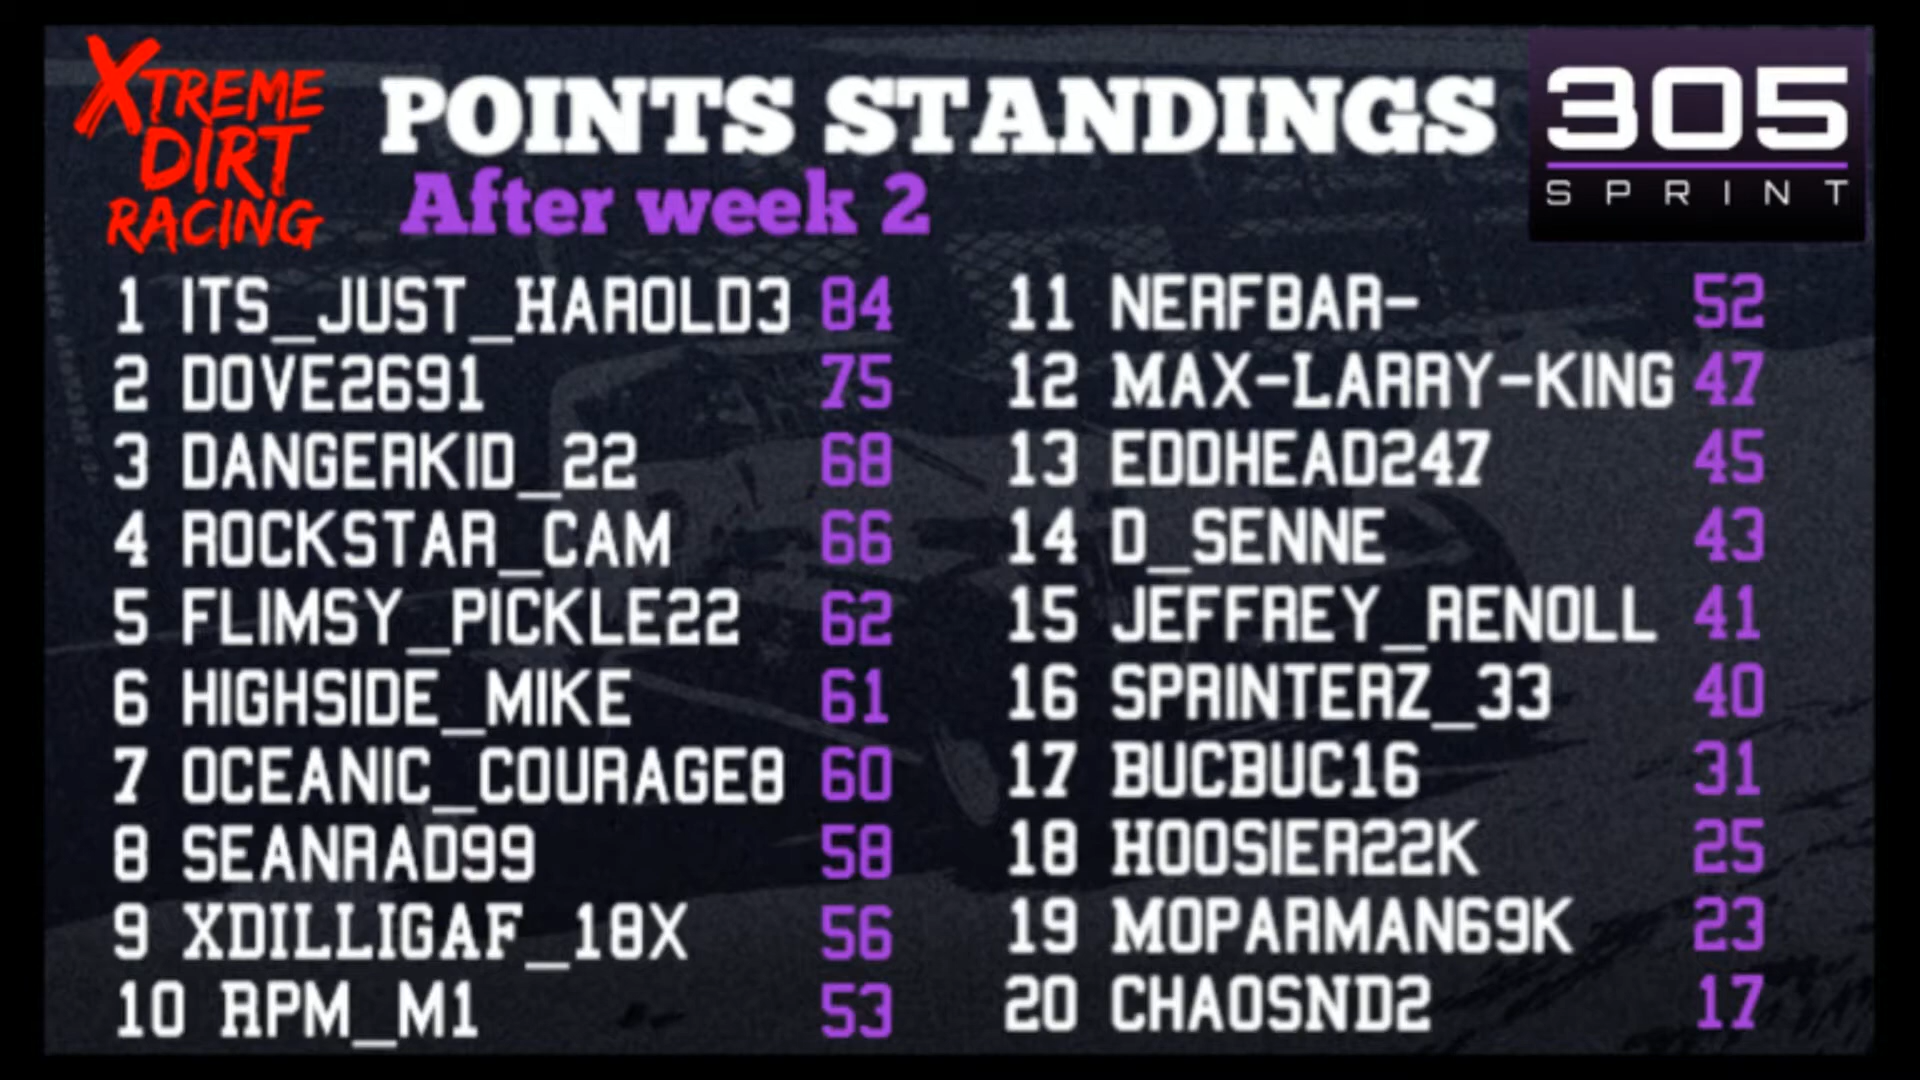 XTREME
DIRT
RACING
POINTS STANDINGS
After week 2
305
SPRINT
1 ITS_JUST_HAROLD3 84
2 DOVE2691 75
3 DANGERKID_22 68
4 ROCKSTAR_CAM 66
5 FLIMSY_PICKLE22 62
6 HIGHSIDE_MIKE 61
7 OCEANIC_COURAGE8 60
8 SEANRAD99 58
9 XDILLIGAF_18X 56
10 RPM_M1 53
11 NERFBAR- 52
12 MAX-LARRY-KING 47
13 EDDHEAD247 45
14 D_SENNE 43
15 JEFFREY_RENOLL 41
16 SPRINTERZ_33 40
17 BUCBUC16 31
18 HOOSIER22K 25
19 MOPARMAN69K 23
20 CHAOSND2 17